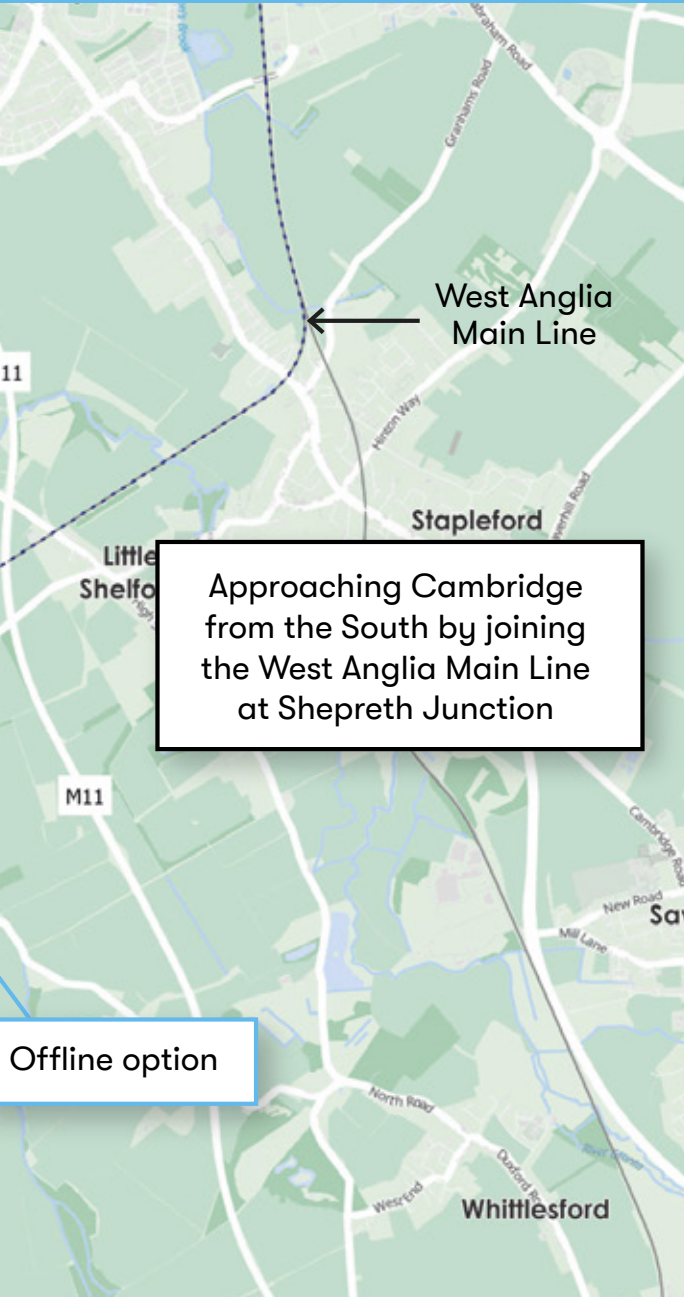 Granhams Road
West Anglia
Main Line
11
Hinton Way
Stapleford
Little
Approaching Cambridge
from the South by joining
the West Anglia Main Line
at Shepreth Junction
M11
Cambridge Road
New Road
Mill Lane
Offline option
North Road
West End
Whittlesford